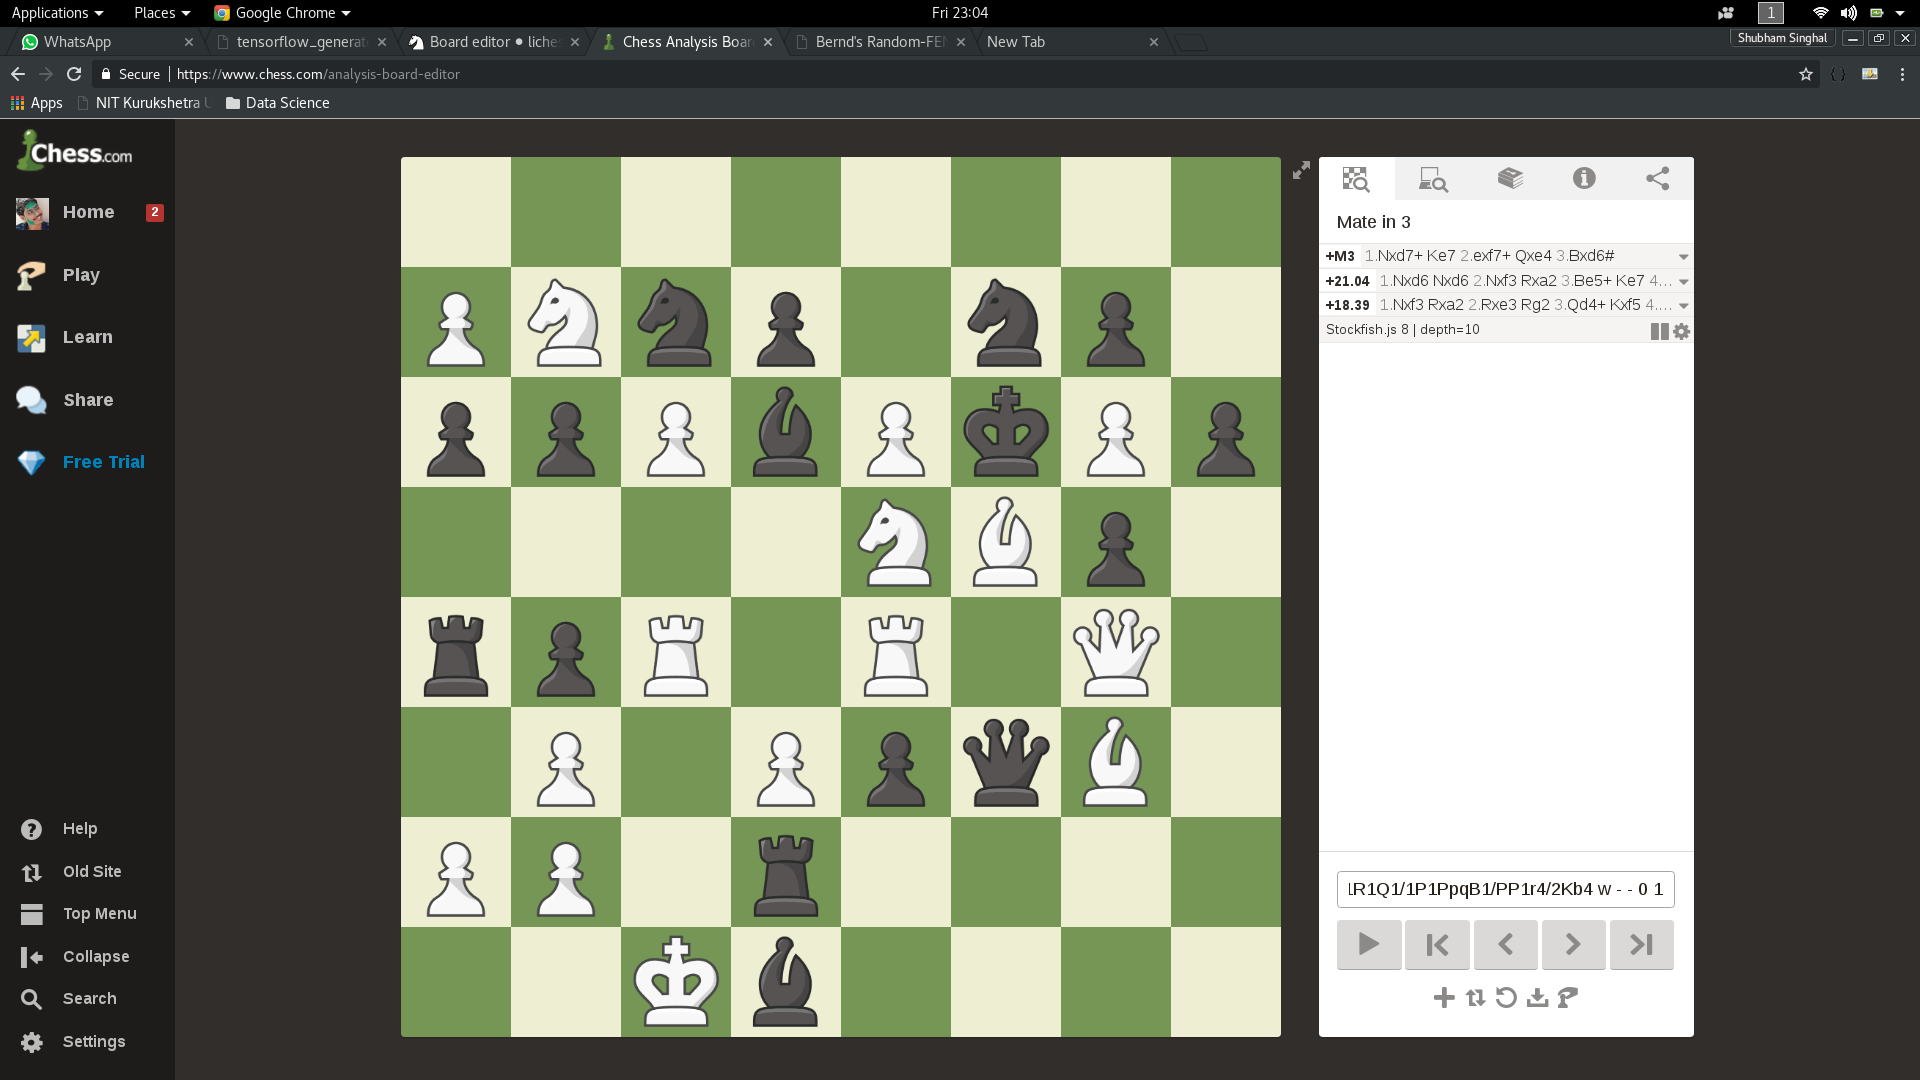 Applications Places Google Chrome Fri 23:04 1
WhatsApp tensorflow_generat Board editor • liche Chess Analysis Boar Bernd's Random-FEN New Tab Shubham Singhal
Secure https://www.chess.com/analysis-board-editor
Apps NIT Kurukshetra U Data Science
Chess.com
Home 2
Play
Learn
Share
Free Trial
Help
Old Site
Top Menu
Collapse
Search
Settings
Mate in 3
+M3 1.Nxd7+ Ke7 2.exf7+ Qxe4 3.Bxd6#
+21.04 1.Nxd6 Nxd6 2.Nxf3 Rxa2 3.Be5+ Ke7 4....
+18.39 1.Nxf3 Rxa2 2.Rxe3 Rg2 3.Qd4+ Kxf5 4....
Stockfish.js 8 | depth=10
R1Q1/1P1PpqB1/PP1r4/2Kb4 w - - 0 1